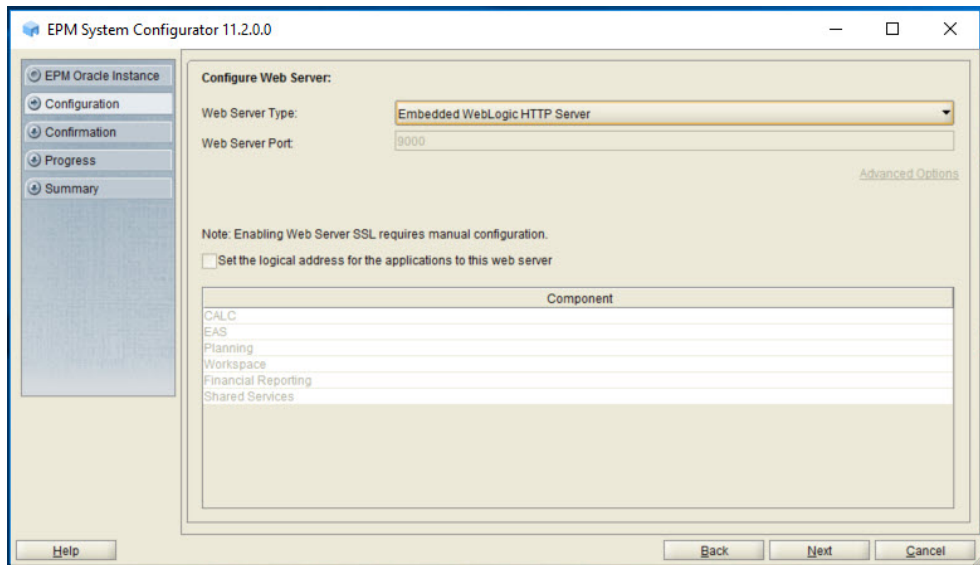 EPM System Configurator 11.2.0.0
EPM Oracle Instance
Configuration
Confirmation
Progress
Summary
Configure Web Server:
Web Server Type: Embedded WebLogic HTTP Server
Web Server Port: 9000
Advanced Options
Note: Enabling Web Server SSL requires manual configuration.
Set the logical address for the applications to this web server
Component
CALC
EAS
Planning
Workspace
Financial Reporting
Shared Services
Help Back Next Cancel